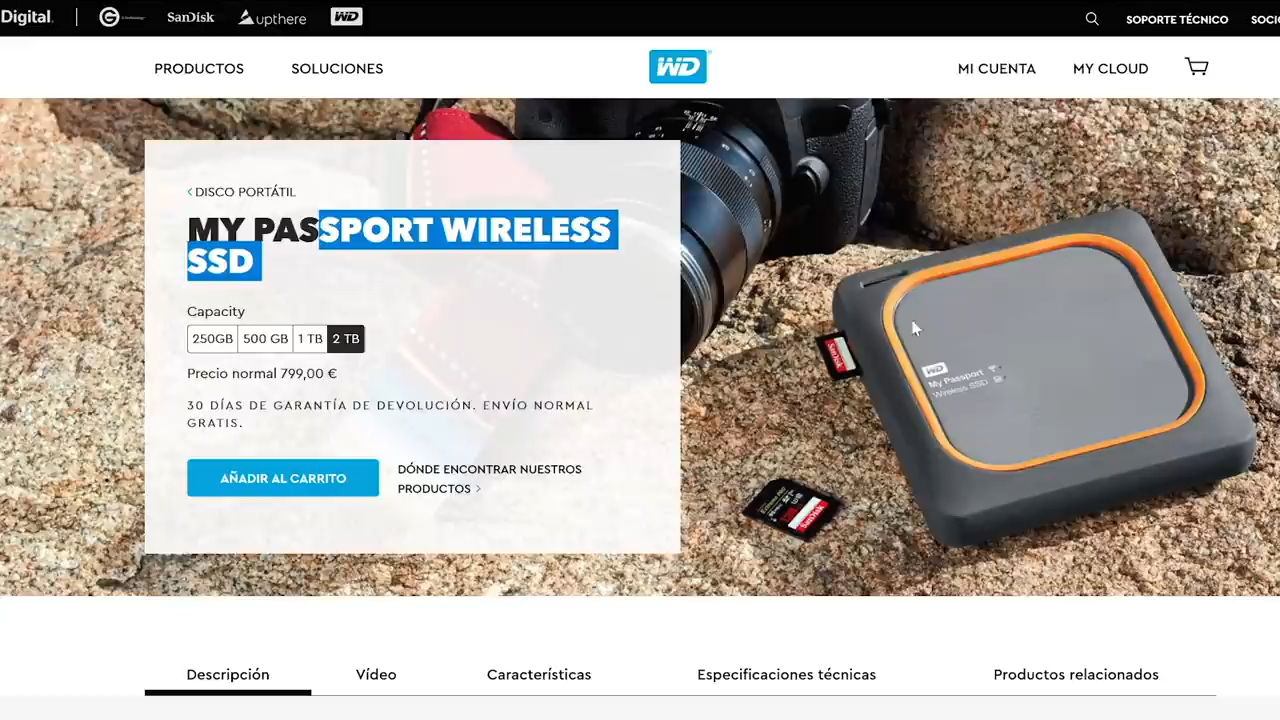 Digital.
SanDisk
upthere
WD
SOPORTE TÉCNICO
SOCIO
PRODUCTOS
SOLUCIONES
WD
MI CUENTA
MY CLOUD
DISCO PORTÁTIL
MY PASSPORT WIRELESS
SSD
Capacity
250GB
500 GB
1 TB
2 TB
Precio normal 799,00 €
30 DÍAS DE GARANTÍA DE DEVOLUCIÓN. ENVÍO NORMAL
GRATIS.
AÑADIR AL CARRITO
DÓNDE ENCONTRAR NUESTROS
PRODUCTOS >
SanDisk
WD
My Passport
Wireless SSD
SanDisk
Descripción
Vídeo
Características
Especificaciones técnicas
Productos relacionados